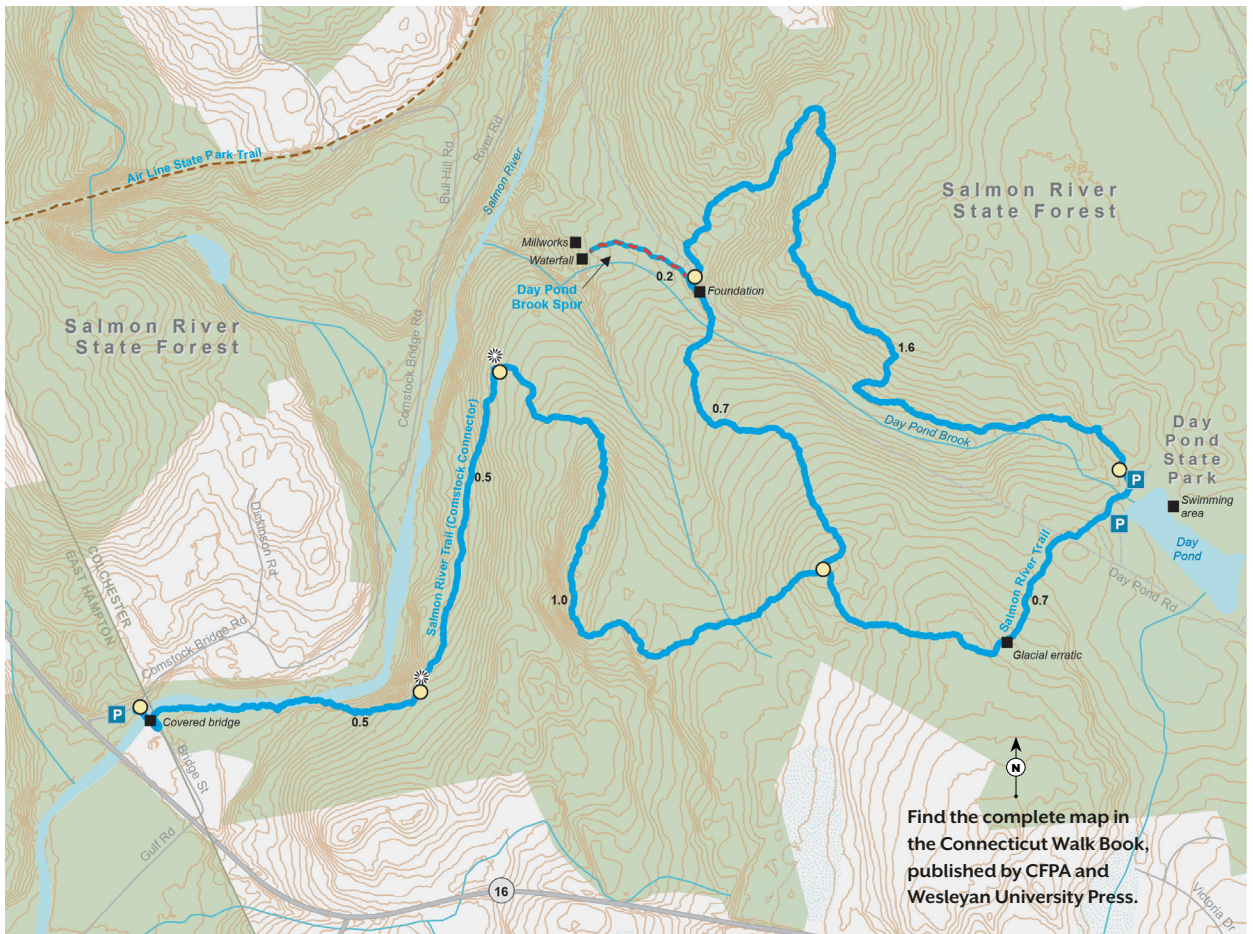 Air Line State Park Trail
Bull Hill Rd
River Rd
Salmon River
Salmon River
State Forest
Salmon River
State Forest
Millworks
Waterfall
0.2
Foundation
Day Pond
Brook Spur
Comstock Bridge Rd
1.6
0.7
Day Pond Brook
Day
Pond
State
Park
P
Swimming
area
P
Day
Pond
Day Pond Rd
Salmon River Trail (Comstock Connector)
0.5
Dickinson Rd
COLCHESTER
EAST HAMPTON
1.0
Salmon River Trail
0.7
Glacial erratic
Comstock Bridge Rd
P
Covered bridge
0.5
Bridge St
Gulf Rd
16
N
Find the complete map in
the Connecticut Walk Book,
published by CFPA and
Wesleyan University Press.
Victoria Dr